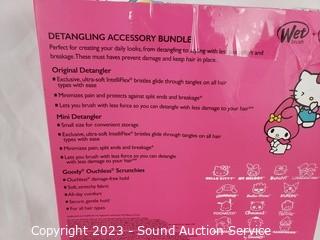 DETANGLING ACCESSORY BUNDLE
Perfect for creating your daily looks, from detangling to styling with less effort and
breakage. These must haves prevent damage and keep hair in place.
Wet
brush
Original Detangler
• Exclusive, ultra-soft IntelliFlex® bristles glide through tangles on all hair
types with ease
• Minimizes pain and protects against split ends and breakage*
• Lets you brush with less force so you can detangle with less damage to your hair**
Mini Detangler
• Small size for convenient storage
• Exclusive, ultra-soft IntelliFlex® bristles glide through tangles on all hair
types with ease
• Minimizes pain, split ends and breakage*
• Lets you brush with less force so you can detangle with
less damage to your hair**
Goody® Ouchless® Scrunchies
• Ouchless® damage-free hold
• Soft, stretchy fabric
• All-day comfort
• Secure, gentle hold
• For all hair types
HELLO KITTY
MY MELODY
POCHACCO
Copyright 2023 - Sound Auction Service